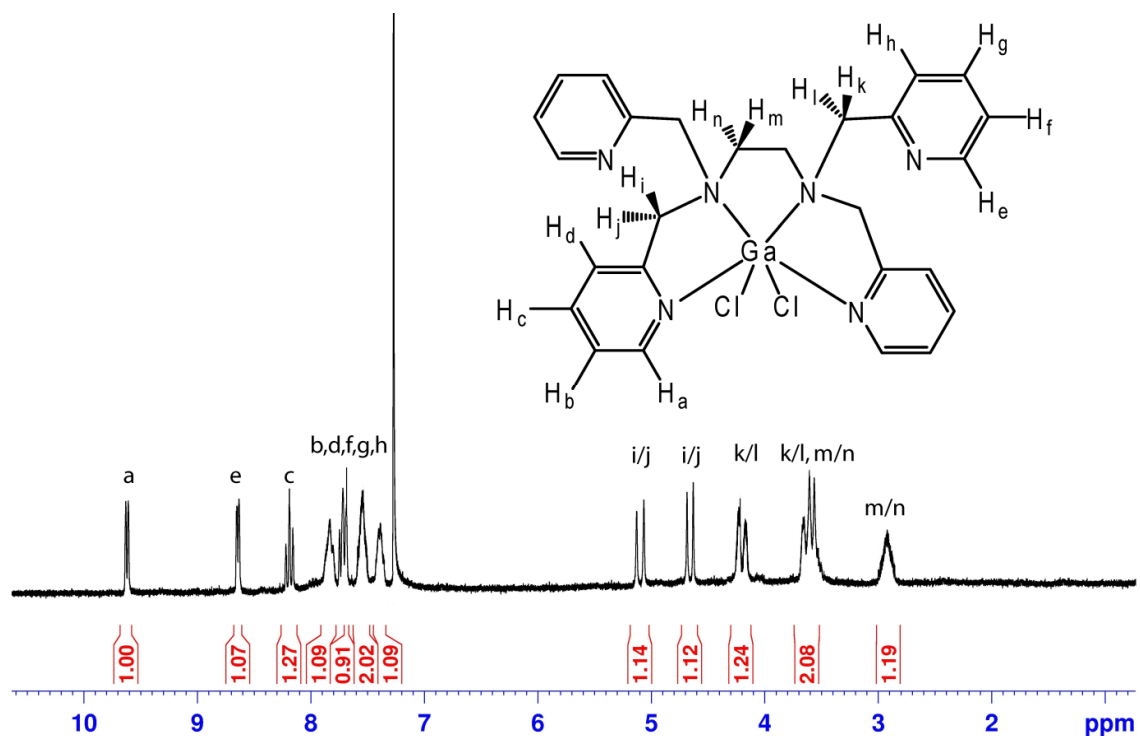 H_h
H_g
H_l
H_k
H_n
H_m
N
N
H_f
H_i
H_j
N
N
H_e
H_d
Ga
H_c
N
Cl
Cl
N
H_b
H_a
a
e
c
b,d,f,g,h
i/j
i/j
k/l
k/l, m/n
m/n
1.00
1.07
1.27
1.09
0.91
2.02
1.09
1.14
1.12
1.24
2.08
1.19
10 9 8 7 6 5 4 3 2 ppm